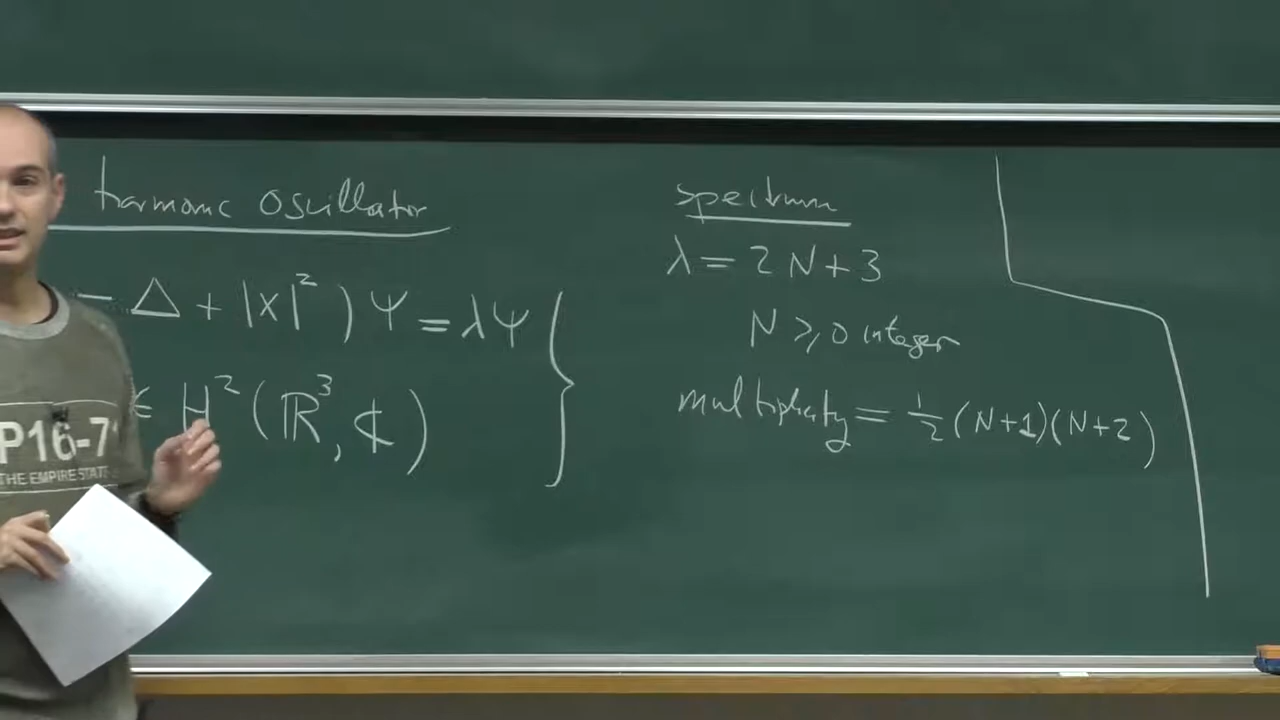 harmonic oscillator
− Δ + |x|² ) Ψ = λΨ
∈ H² (ℝ³, ℂ)
spectrum
λ = 2N+3
N ⩾ 0 integer
multiplicity = 1/2 (N+1)(N+2)
P16-7
THE EMPIRE STATE